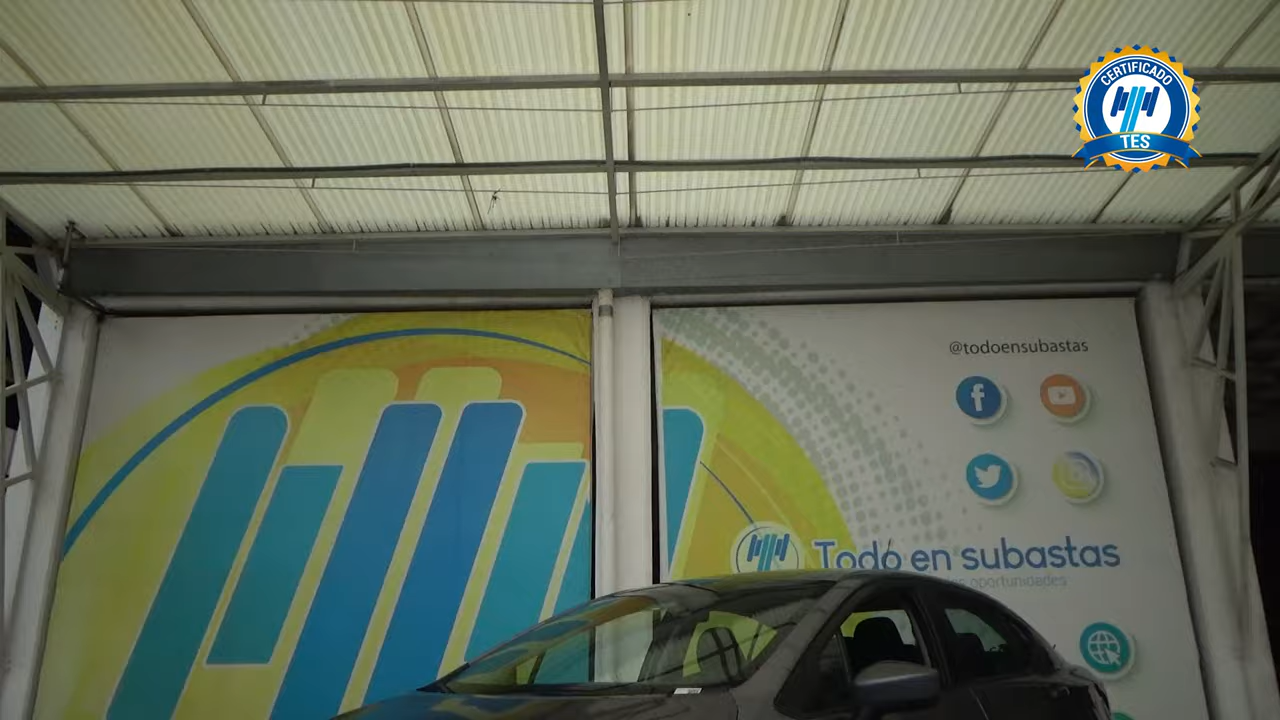 CERTIFICADO
TES
@todoensubastas
Todo en subastas
oportunidades